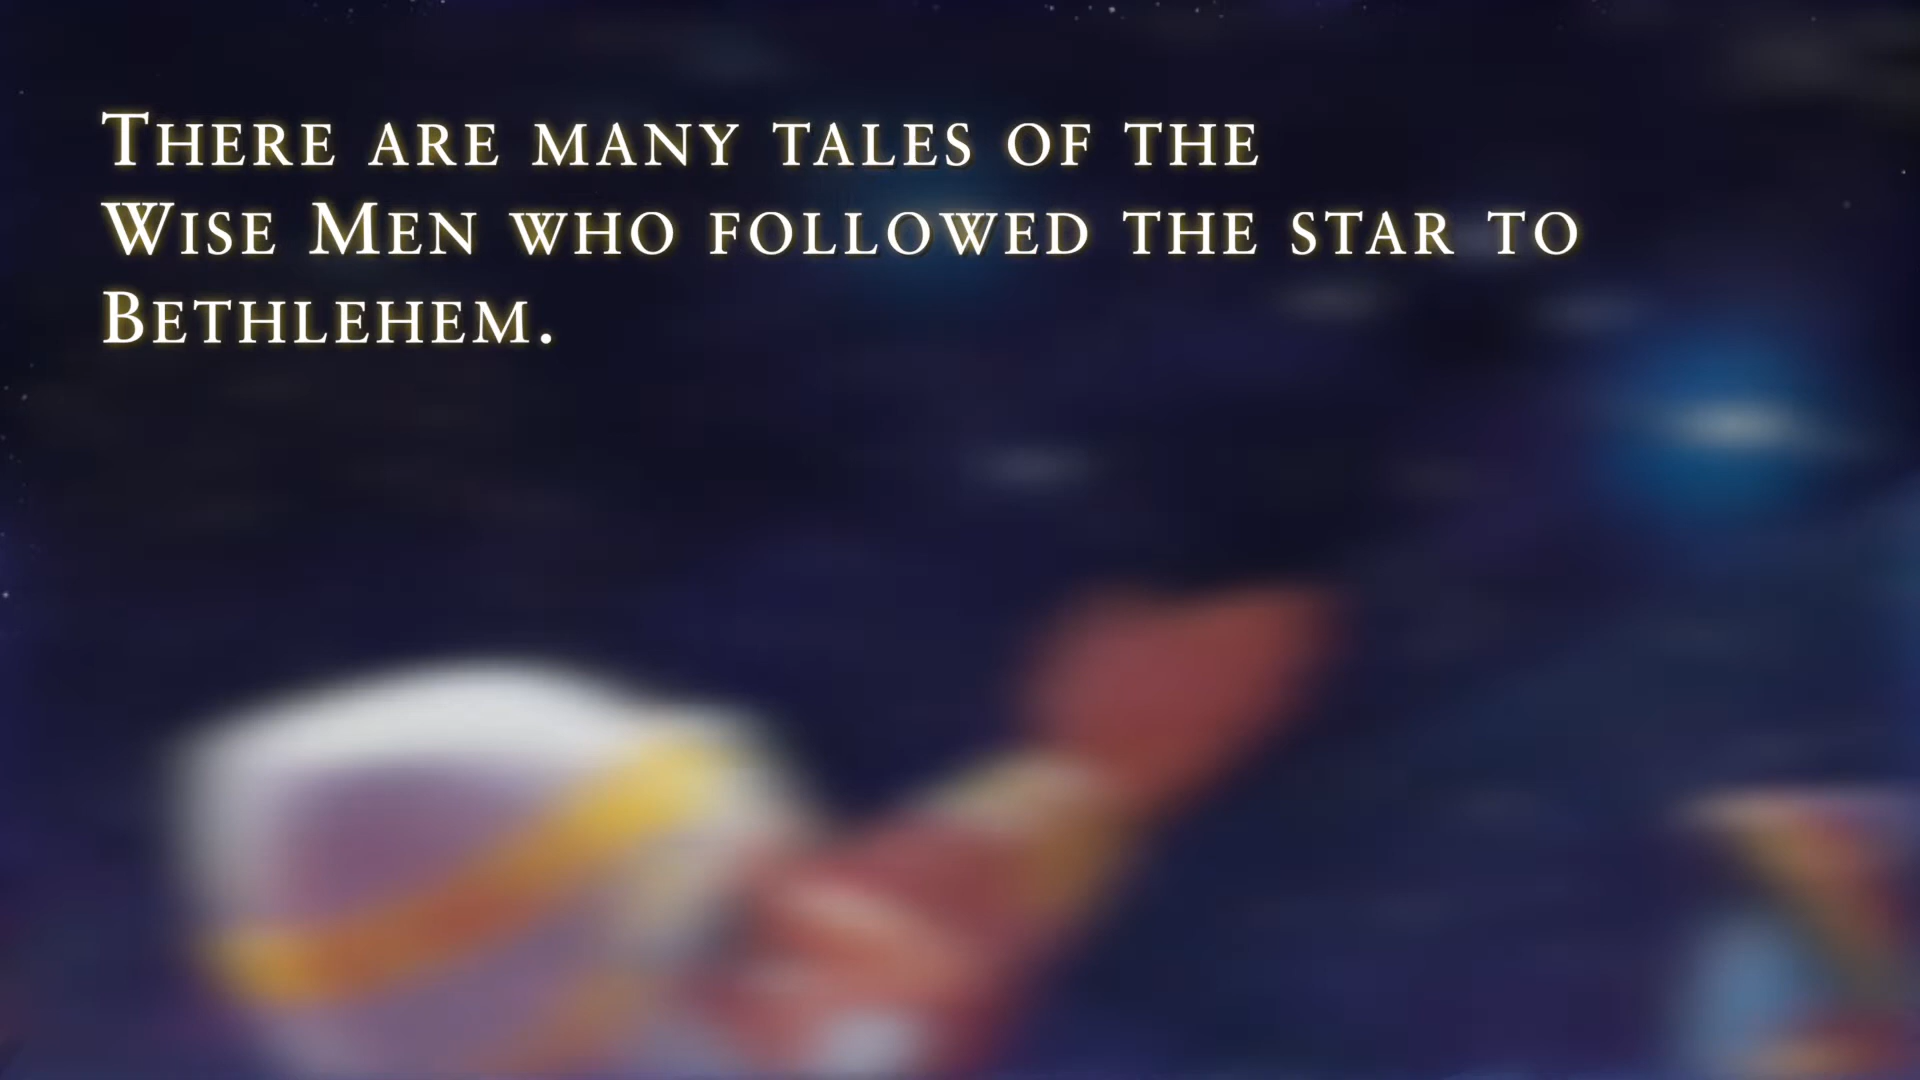 There are many tales of the
Wise Men who followed the star to
Bethlehem.